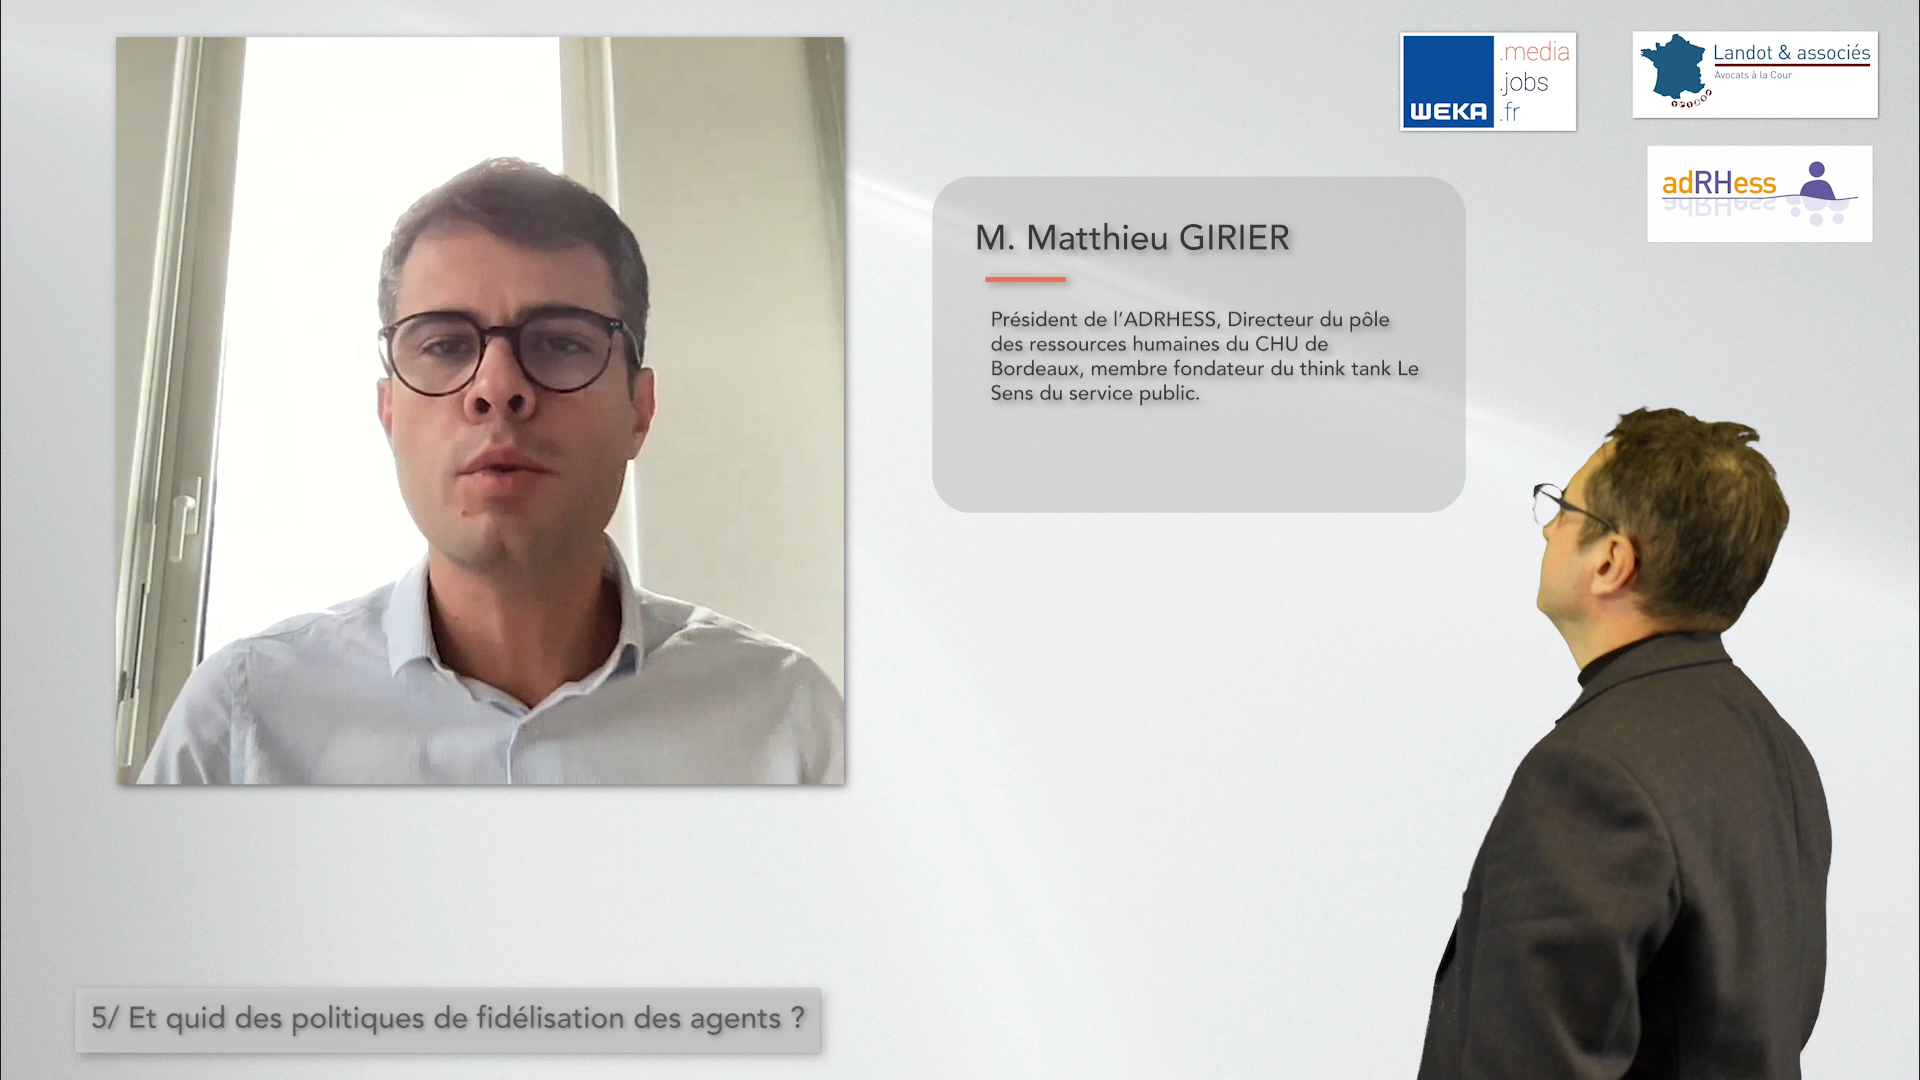 .media
.jobs
.fr
WEKA
Landot & associés
Avocats à la Cour
adRHess
M. Matthieu GIRIER
Président de l'ADRHESS, Directeur du pôle
des ressources humaines du CHU de
Bordeaux, membre fondateur du think tank Le
Sens du service public.
5/ Et quid des politiques de fidélisation des agents ?